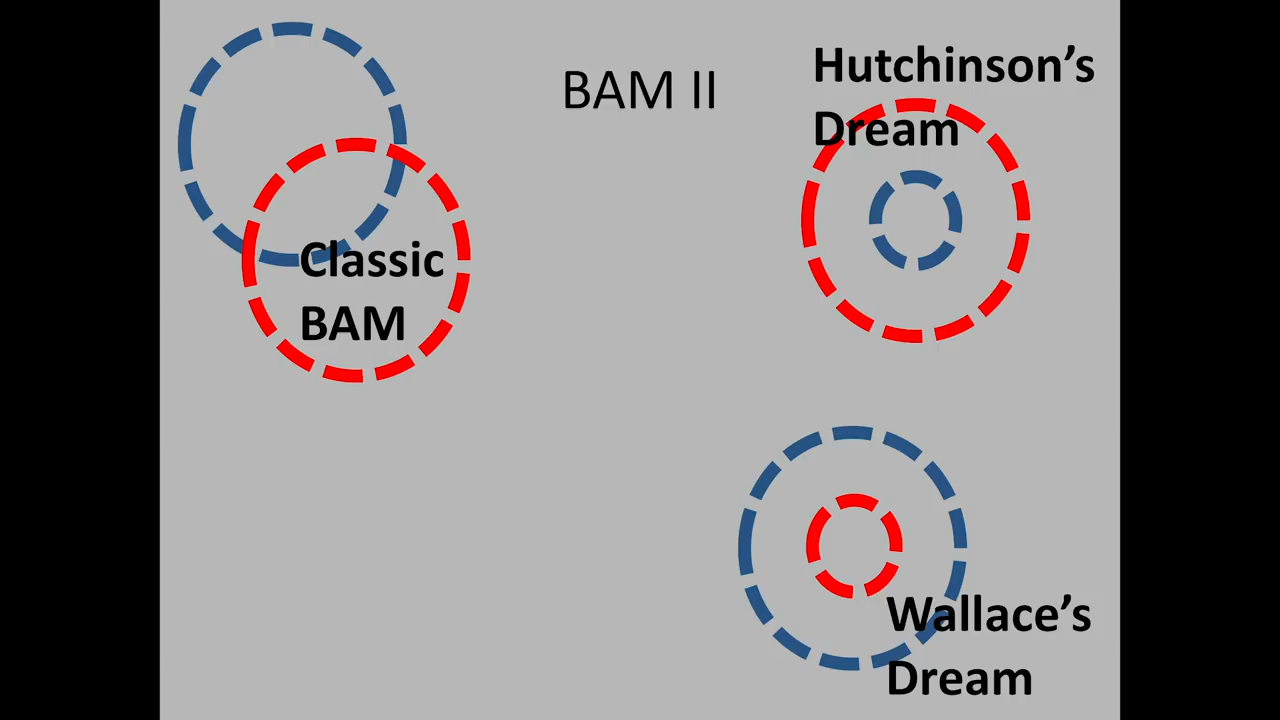 BAM II
Hutchinson’s
Dream
Classic
BAM
Wallace’s
Dream